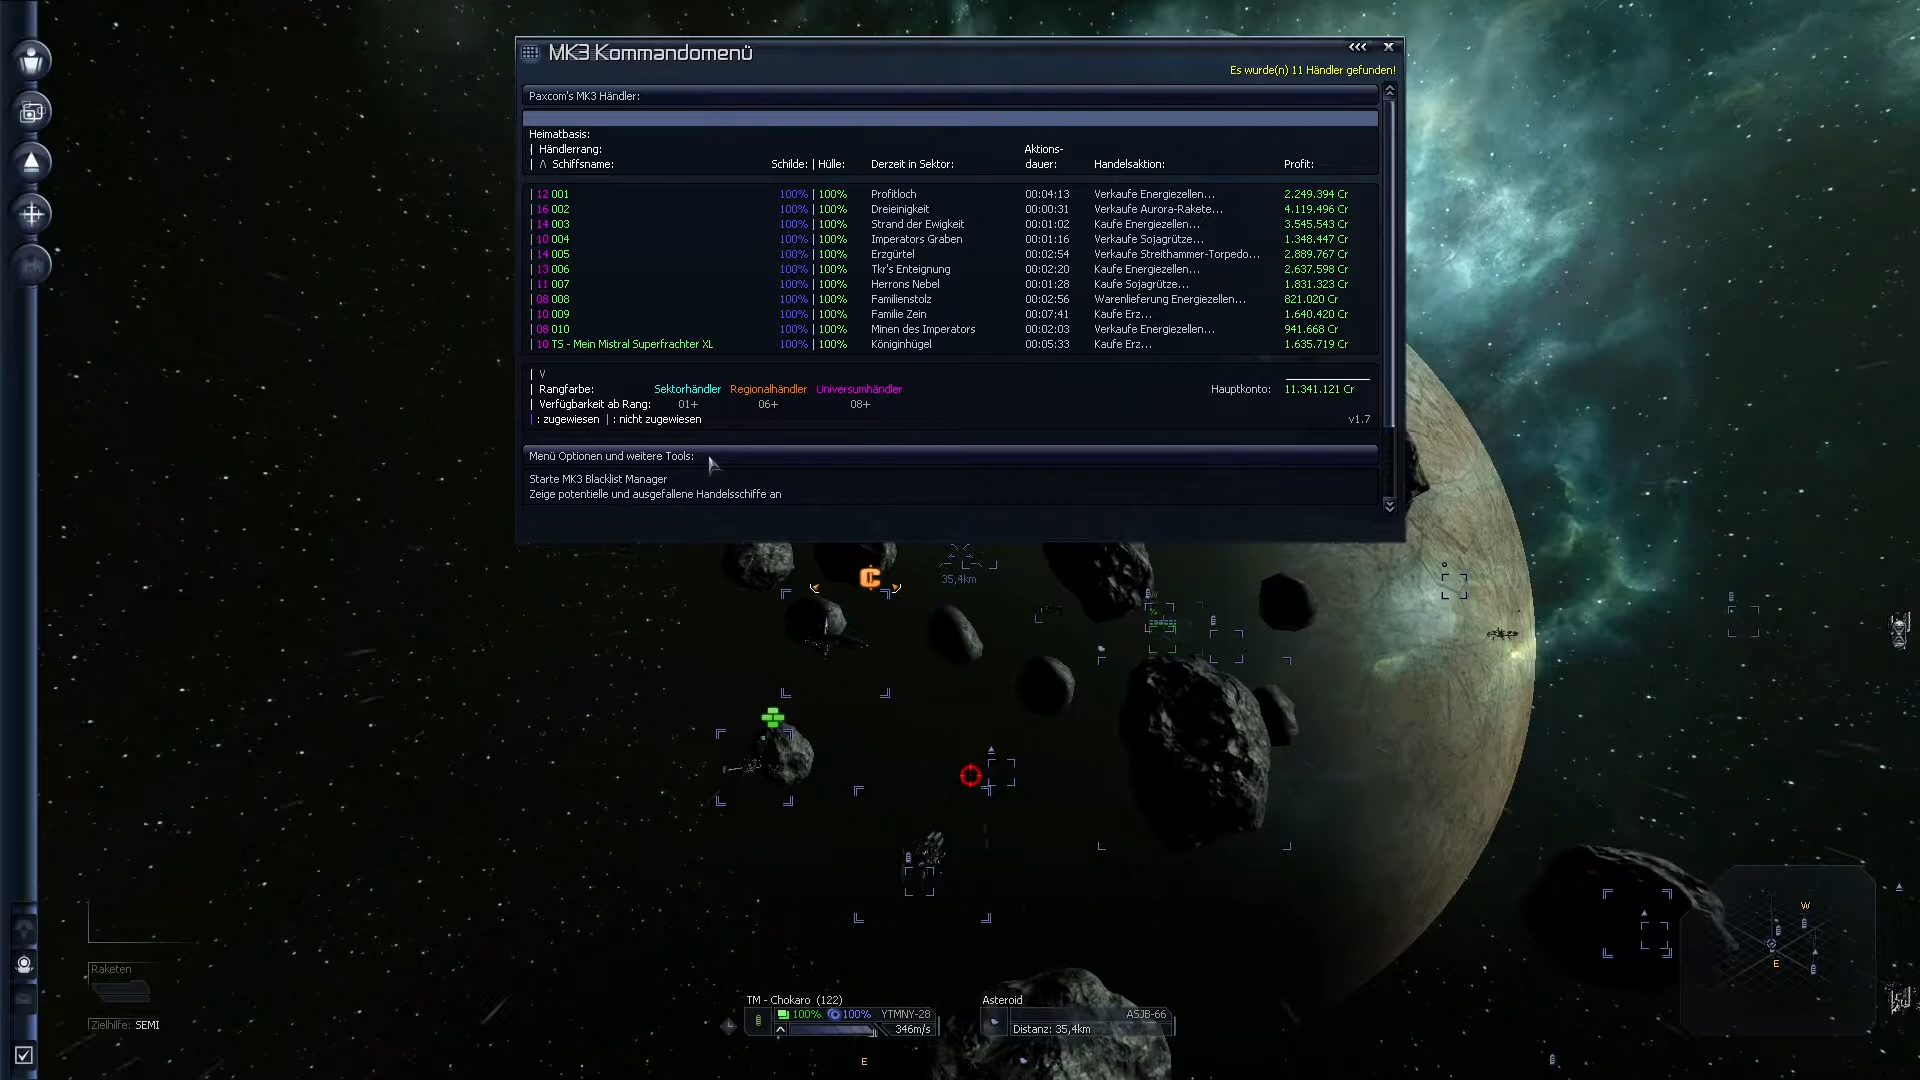 MK3 Kommandomenü
Es wurde(n) 11 Händler gefunden!
Paxcom's MK3 Händler:
Heimatbasis:
| Händlerrang: Aktions-
| /\ Schiffsname: Schilde: | Hülle: Derzeit in Sektor: dauer: Handelsaktion: Profit:
| 12 001 100% | 100% Profitloch 00:04:13 Verkaufe Energiezellen... 2.249.394 Cr
| 16 002 100% | 100% Dreieinigkeit 00:00:31 Verkaufe Aurora-Rakete... 4.119.496 Cr
| 14 003 100% | 100% Strand der Ewigkeit 00:01:02 Kaufe Energiezellen... 3.545.543 Cr
| 10 004 100% | 100% Imperators Graben 00:01:16 Verkaufe Sojagrütze... 1.348.447 Cr
| 14 005 100% | 100% Erzgürtel 00:02:54 Verkaufe Streithammer-Torpedo... 2.889.767 Cr
| 13 006 100% | 100% Tkr's Enteignung 00:02:20 Kaufe Energiezellen... 2.637.598 Cr
| 11 007 100% | 100% Herrons Nebel 00:01:28 Kaufe Sojagrütze... 1.831.323 Cr
| 08 008 100% | 100% Familienstolz 00:02:56 Warenlieferung Energiezellen... 821.020 Cr
| 10 009 100% | 100% Familie Zein 00:07:41 Kaufe Erz... 1.640.420 Cr
| 08 010 100% | 100% Minen des Imperators 00:02:03 Verkaufe Energiezellen... 941.668 Cr
| 10 TS - Mein Mistral Superfrachter XL 100% | 100% Königinhügel 00:05:33 Kaufe Erz... 1.635.719 Cr
| V
| Rangfarbe: Sektorhändler Regionalhändler Universumhändler Hauptkonto: 11.341.121 Cr
| Verfügbarkeit ab Rang: 01+ 06+ 08+
| : zugewiesen | : nicht zugewiesen v1.7
Menü Optionen und weitere Tools:
Starte MK3 Blacklist Manager
Zeige potentielle und ausgefallene Handelsschiffe an
35,4km
W
E
Raketen
Zielhilfe: SEMI
TM - Chokaro (122)
100% 100% YTMNY-28
346m/s
E
Asteroid
ASJB-66
Distanz: 35,4km